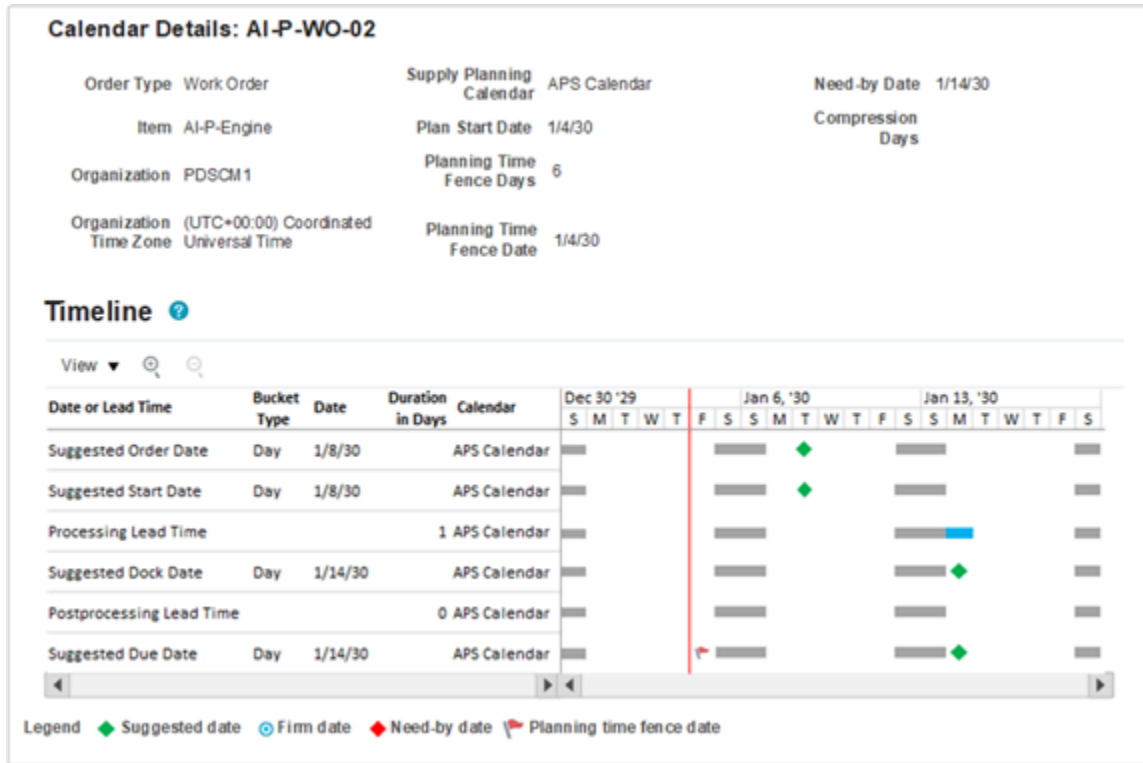 Calendar Details: AI-P-WO-02
Order Type Work Order Supply Planning Calendar APS Calendar Need-by Date 1/14/30
Item AI-P-Engine Plan Start Date 1/4/30 Compression Days
Organization PDSCM1 Planning Time Fence Days 6
Organization Time Zone (UTC+00:00) Coordinated Universal Time Planning Time Fence Date 1/4/30
Timeline ?
View
Date or Lead Time Bucket Type Date Duration in Days Calendar Dec 30 '29 Jan 6, '30 Jan 13, '30
S M T W T F S S M T W T F S S M T W T F S
Suggested Order Date Day 1/8/30 APS Calendar
Suggested Start Date Day 1/8/30 APS Calendar
Processing Lead Time 1 APS Calendar
Suggested Dock Date Day 1/14/30 APS Calendar
Postprocessing Lead Time 0 APS Calendar
Suggested Due Date Day 1/14/30 APS Calendar
Legend Suggested date Firm date Need-by date Planning time fence date